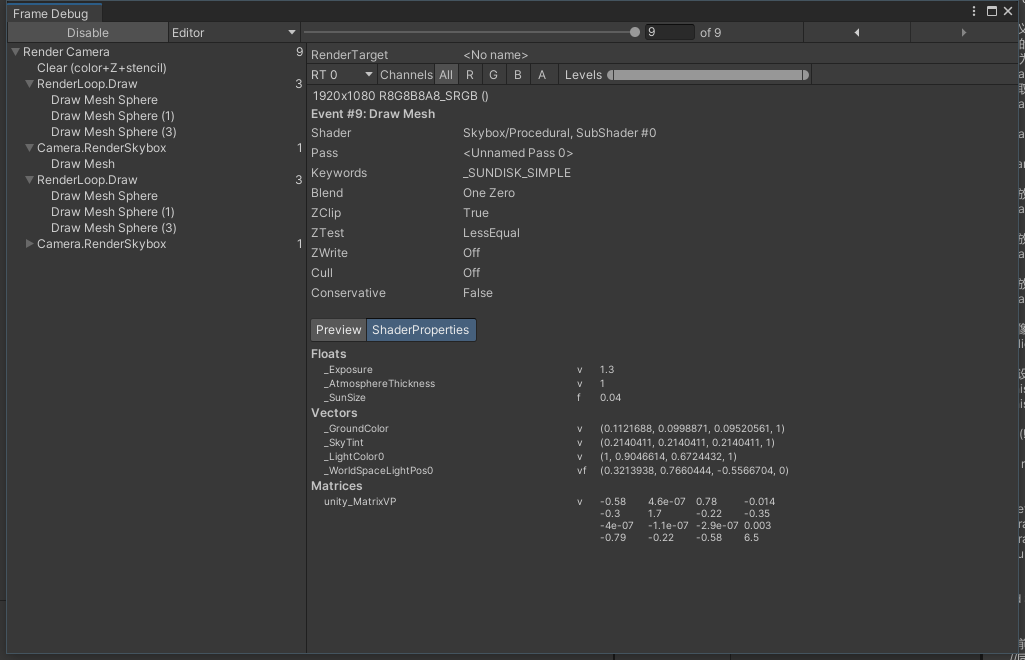 Frame Debug
Disable
Editor
9
of 9
Render Camera 9
Clear (color+Z+stencil)
RenderLoop.Draw 3
Draw Mesh Sphere
Draw Mesh Sphere (1)
Draw Mesh Sphere (3)
Camera.RenderSkybox 1
Draw Mesh
RenderLoop.Draw 3
Draw Mesh Sphere
Draw Mesh Sphere (1)
Draw Mesh Sphere (3)
Camera.RenderSkybox 1
RenderTarget <No name>
RT 0 Channels All R G B A Levels
1920x1080 R8G8B8A8_SRGB ()
Event #9: Draw Mesh
Shader Skybox/Procedural, SubShader #0
Pass <Unnamed Pass 0>
Keywords _SUNDISK_SIMPLE
Blend One Zero
ZClip True
ZTest LessEqual
ZWrite Off
Cull Off
Conservative False
Preview ShaderProperties
Floats
_Exposure v 1.3
_AtmosphereThickness v 1
_SunSize f 0.04
Vectors
_GroundColor v (0.1121688, 0.0998871, 0.09520561, 1)
_SkyTint v (0.2140411, 0.2140411, 0.2140411, 1)
_LightColor0 v (1, 0.9046614, 0.6724432, 1)
_WorldSpaceLightPos0 vf (0.3213938, 0.7660444, -0.5566704, 0)
Matrices
unity_MatrixVP v -0.58 4.6e-07 0.78 -0.014
-0.3 1.7 -0.22 -0.35
-4e-07 -1.1e-07 -2.9e-07 0.003
-0.79 -0.22 -0.58 6.5